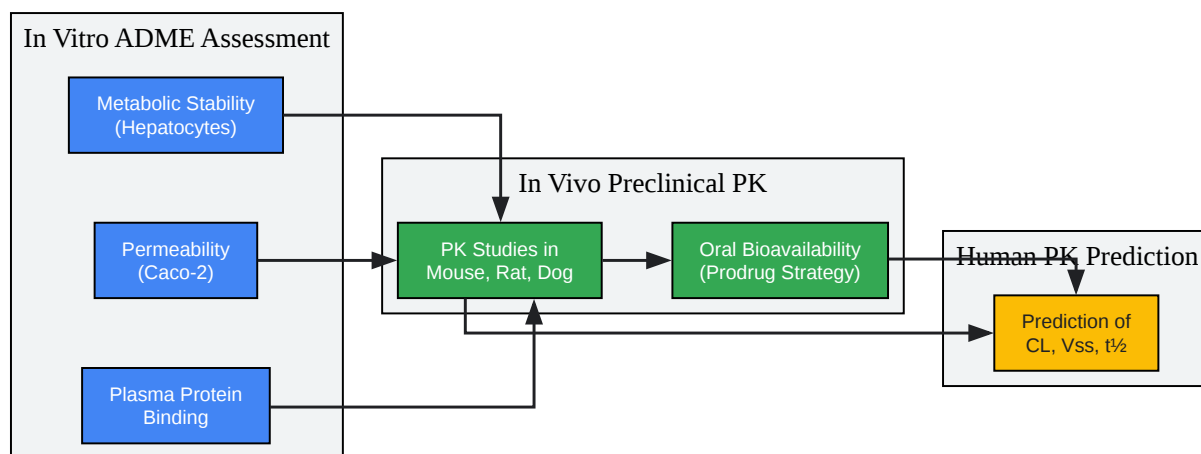 In Vitro ADME Assessment
Metabolic Stability
(Hepatocytes)
Permeability
(Caco-2)
Plasma Protein
Binding
In Vivo Preclinical PK
PK Studies in
Mouse, Rat, Dog
Oral Bioavailability
(Prodrug Strategy)
Human PK Prediction
Prediction of
CL, Vss, t½